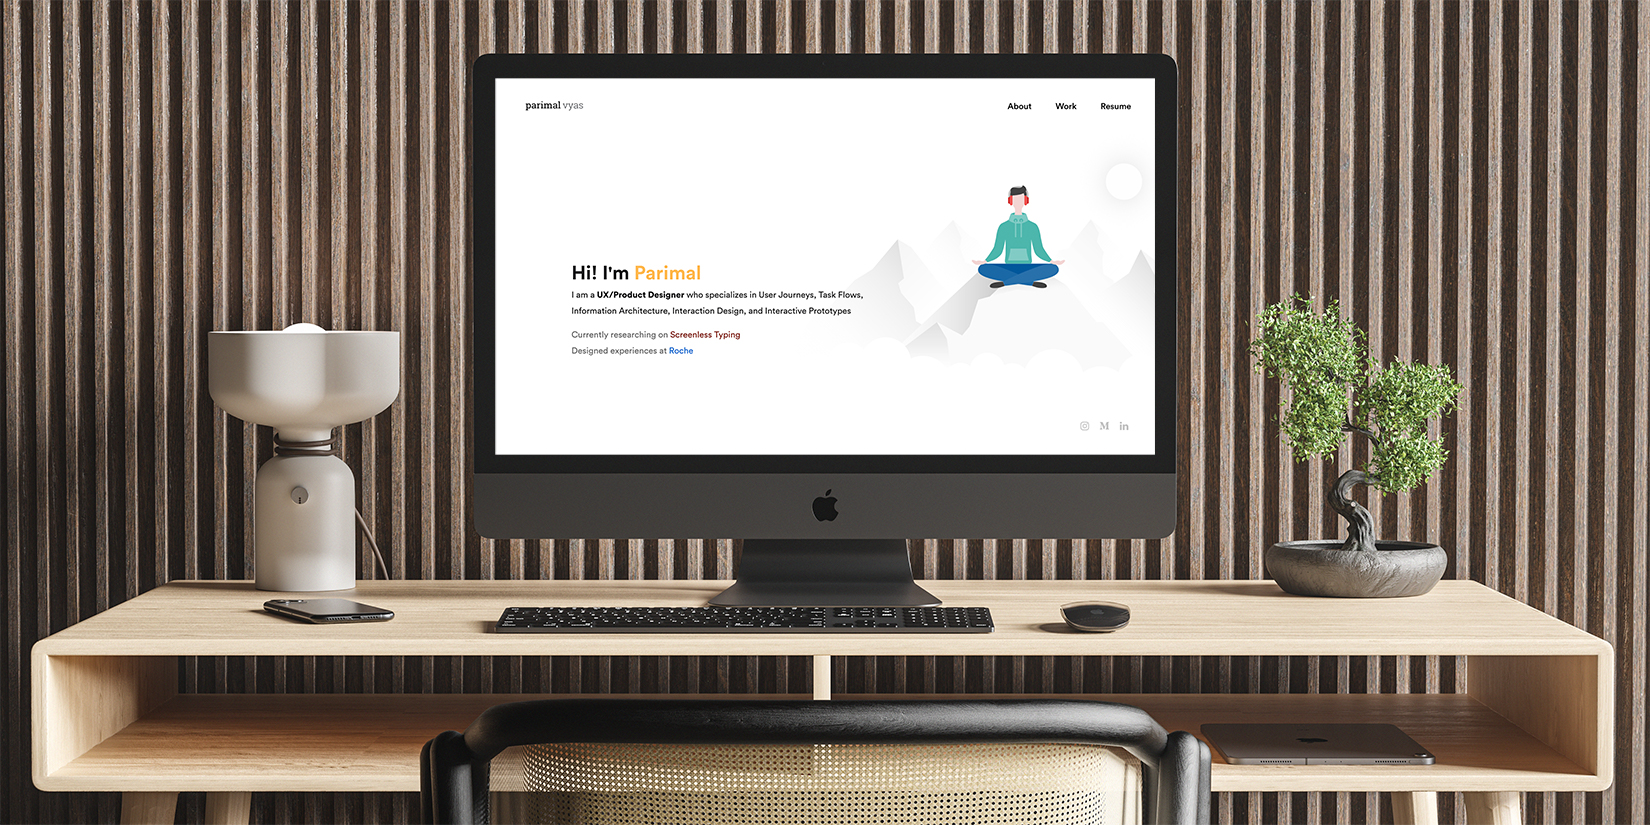 parimal vyas
About Work Resume
Hi! I'm Parimal
I am a UX/Product Designer who specializes in User Journeys, Task Flows,
Information Architecture, Interaction Design, and Interactive Prototypes
Currently researching on Screenless Typing
Designed experiences at Roche
M in